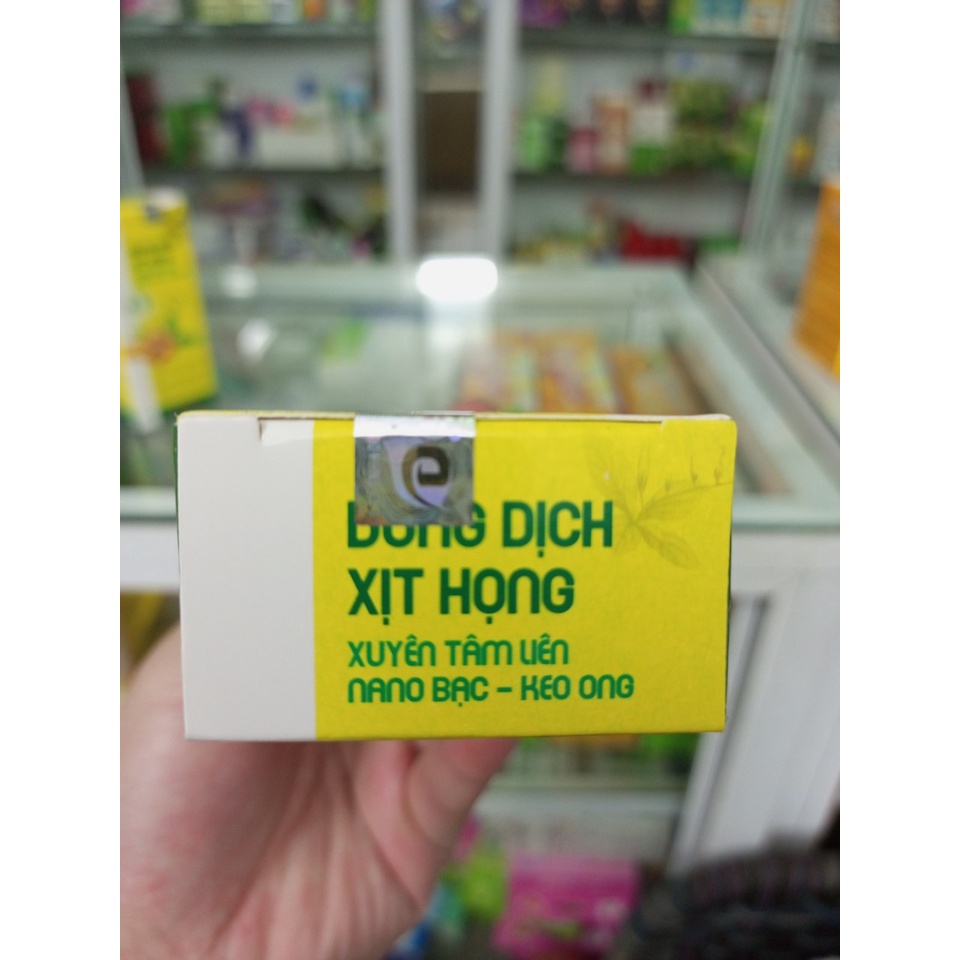 DUNG DỊCH
XỊT HỌNG
XUYÊN TÂM LIÊN
NANO BẠC - KEO ONG